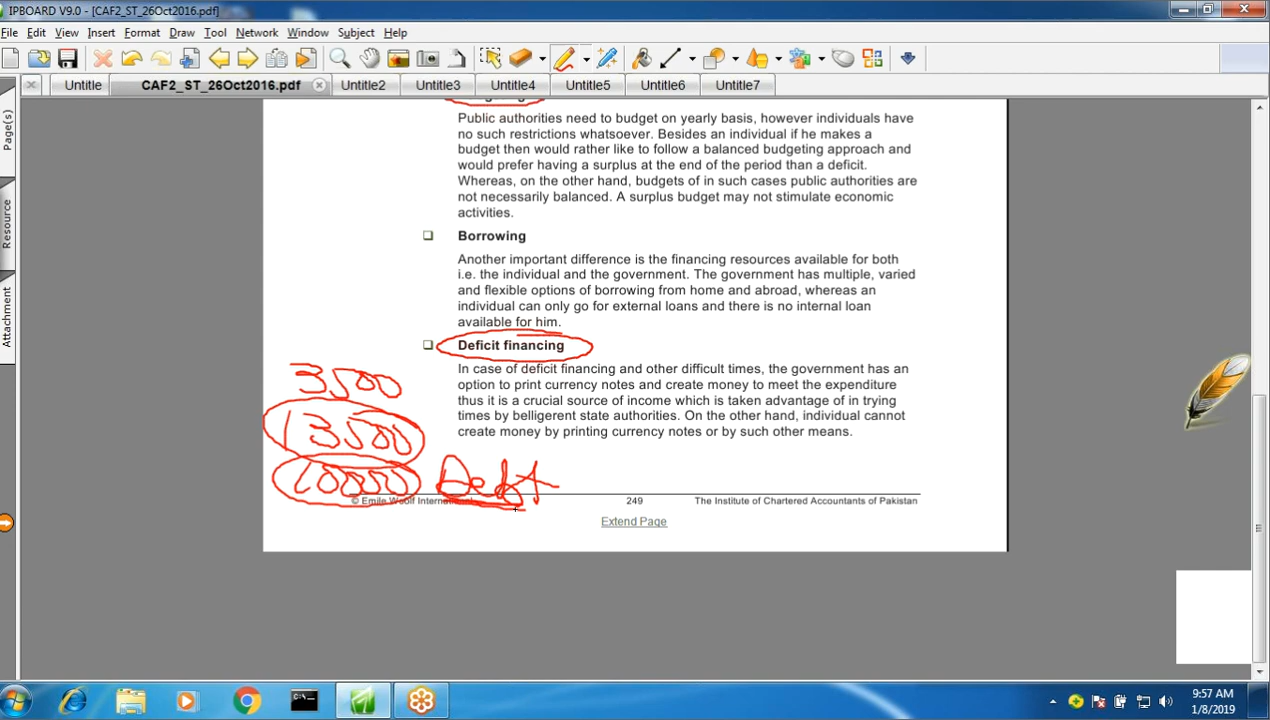 IPBOARD V9.0 - [CAF2_ST_26Oct2016.pdf]
File Edit View Insert Format Draw Tool Network Window Subject Help
Untitle CAF2_ST_26Oct2016.pdf Untitle2 Untitle3 Untitle4 Untitle5 Untitle6 Untitle7
Page(s)
Resource
Attachment
Public authorities need to budget on yearly basis, however individuals have
no such restrictions whatsoever. Besides an individual if he makes a
budget then would rather like to follow a balanced budgeting approach and
would prefer having a surplus at the end of the period than a deficit.
Whereas, on the other hand, budgets of in such cases public authorities are
not necessarily balanced. A surplus budget may not stimulate economic
activities.
❑ Borrowing
Another important difference is the financing resources available for both
i.e. the individual and the government. The government has multiple, varied
and flexible options of borrowing from home and abroad, whereas an
individual can only go for external loans and there is no internal loan
available for him.
❑ Deficit financing
In case of deficit financing and other difficult times, the government has an
option to print currency notes and create money to meet the expenditure
thus it is a crucial source of income which is taken advantage of in trying
times by belligerent state authorities. On the other hand, individual cannot
create money by printing currency notes or by such other means.
3500
13500
10000 Debt
© Emile Woolf International 249 The Institute of Chartered Accountants of Pakistan
Extend Page
9:57 AM
1/8/2019